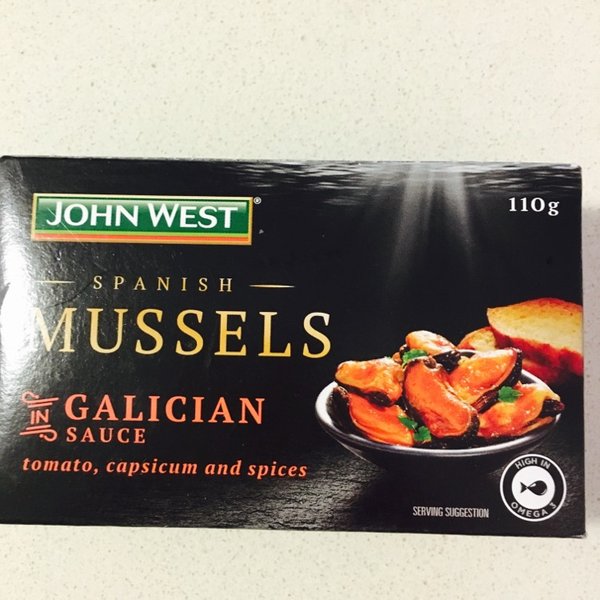 JOHN WEST®
110g
SPANISH
MUSSELS
IN GALICIAN
SAUCE
tomato, capsicum and spices
HIGH IN
OMEGA 3
SERVING SUGGESTION